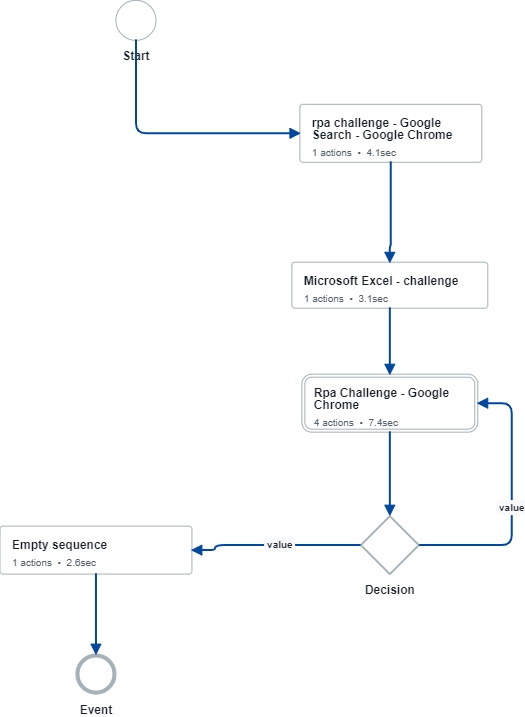 Start
rpa challenge - Google
Search - Google Chrome
1 actions • 4.1sec
Microsoft Excel - challenge
1 actions • 3.1sec
Rpa Challenge - Google
Chrome
4 actions • 7.4sec
value
Empty sequence
1 actions • 2.6sec
value
Decision
Event